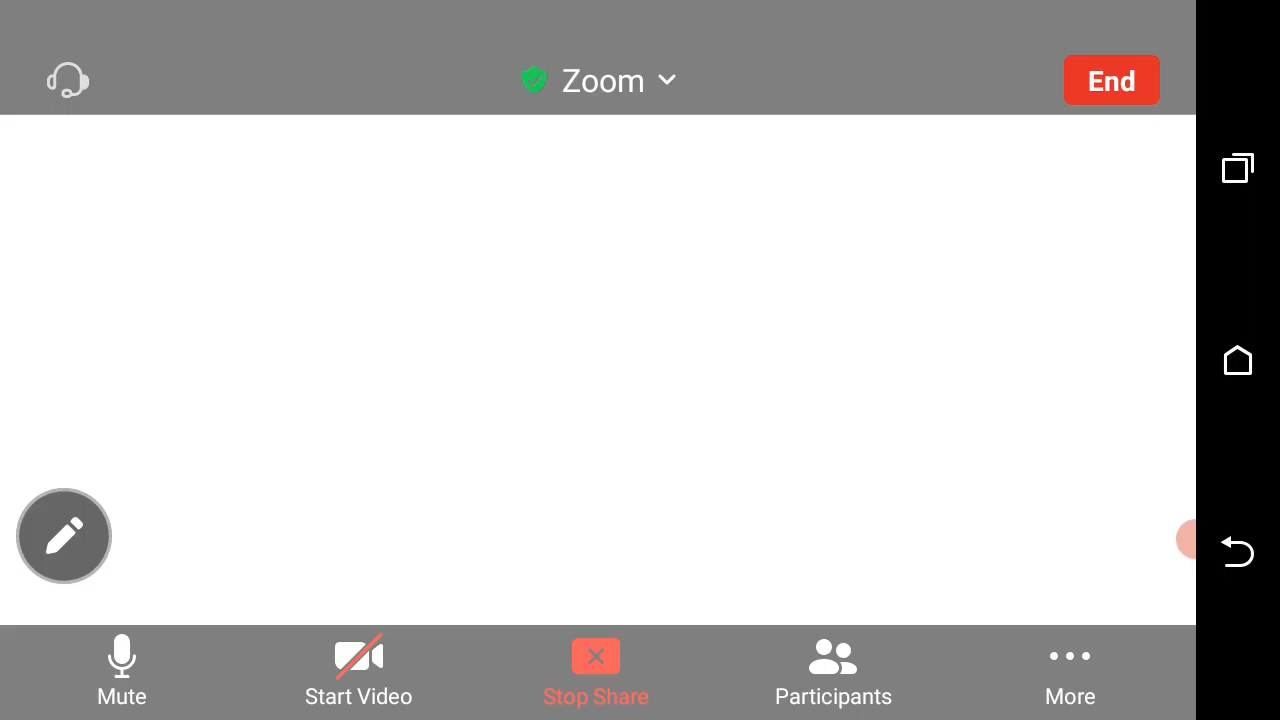 Zoom
End
Mute
Start Video
Stop Share
Participants
More